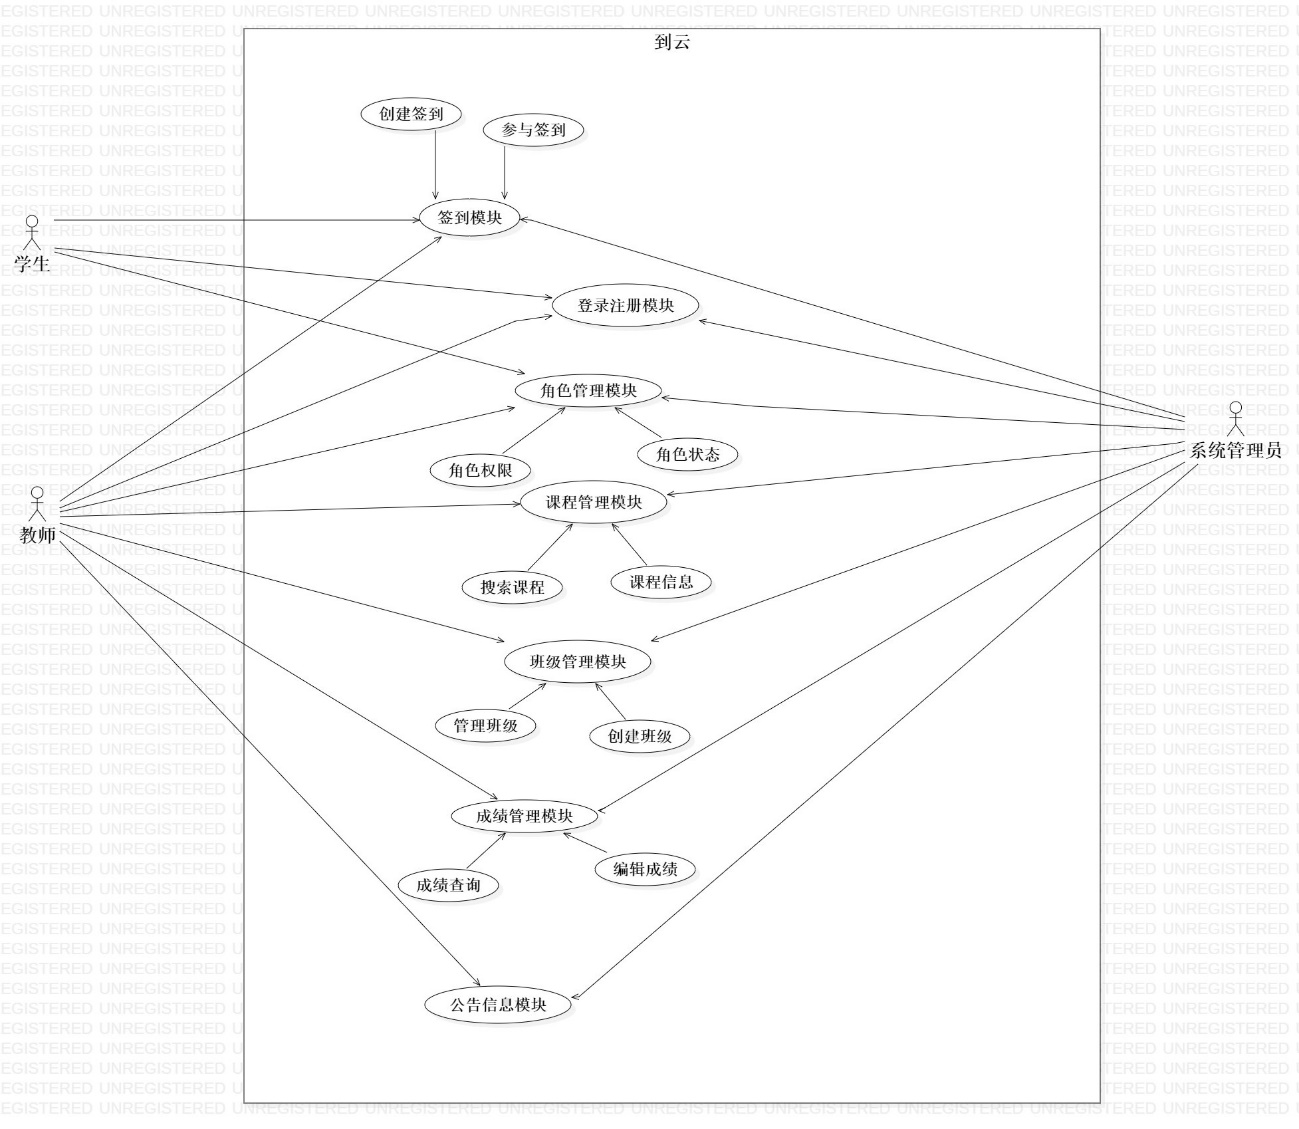 到云
创建签到
参与签到
签到模块
学生
登录注册模块
角色管理模块
角色状态
系统管理员
角色权限
课程管理模块
教师
课程信息
搜索课程
班级管理模块
管理班级
创建班级
成绩管理模块
编辑成绩
成绩查询
公告信息模块
UNREGISTERED